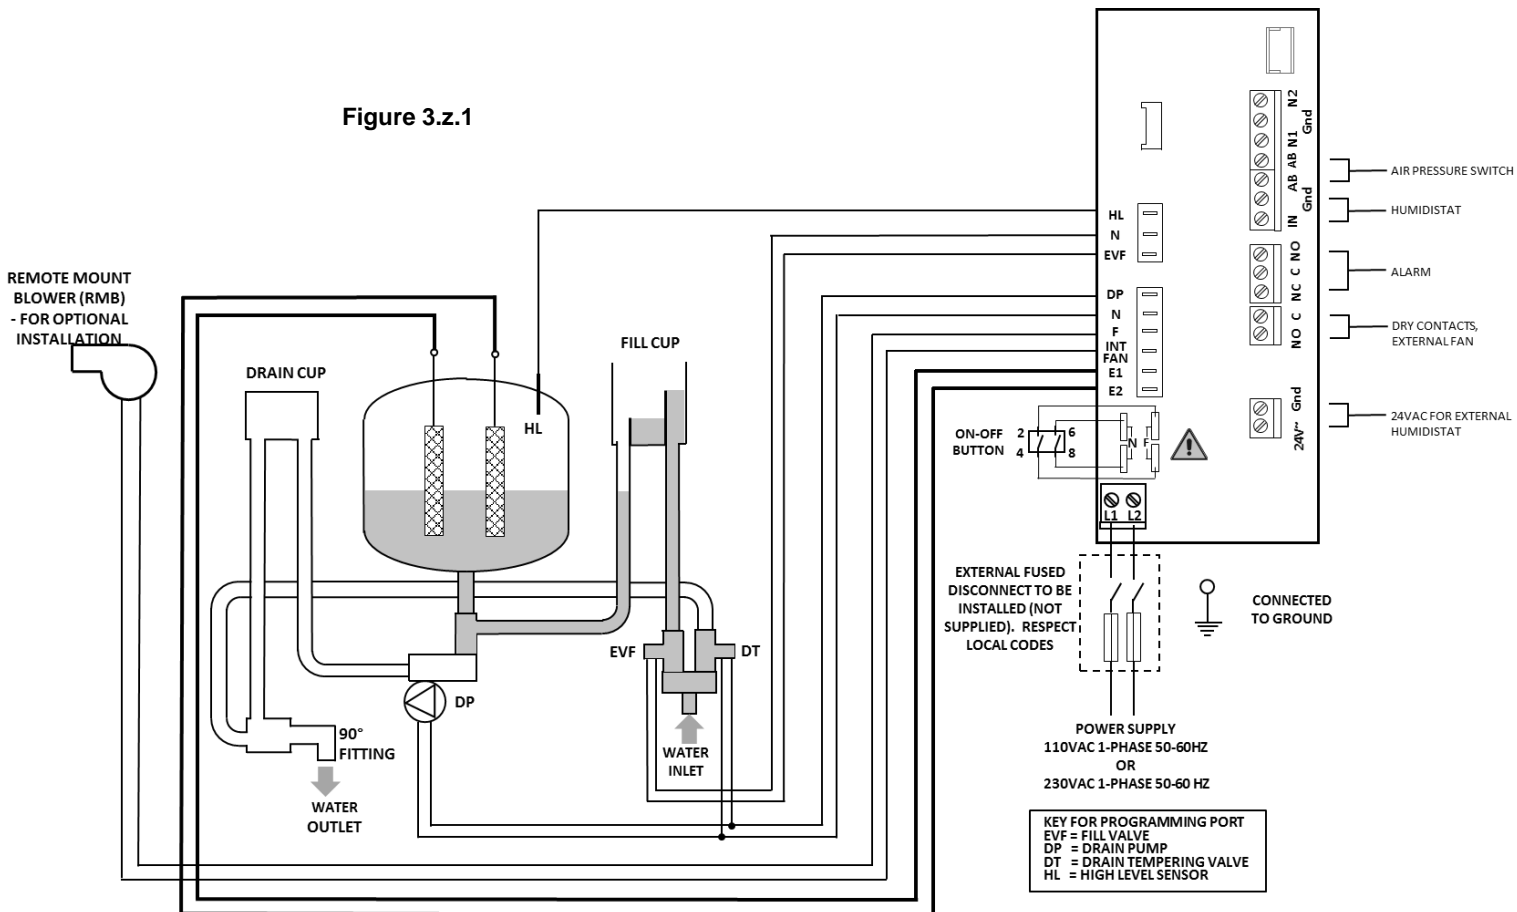 Figure 3.z.1
REMOTE MOUNT
BLOWER (RMB)
- FOR OPTIONAL
INSTALLATION
DRAIN CUP
HL
FILL CUP
EVF
DT
DP
90°
FITTING
WATER
OUTLET
WATER
INLET
HL
N
EVF
DP
N
F
INT
FAN
E1
E2
ON-OFF
BUTTON
2
4
6
8
N F
L1 L2
N2
Gnd
N1
AB
AB
Gnd
IN
NO
C
NC
C
NO
Gnd
24V~
AIR PRESSURE SWITCH
HUMIDISTAT
ALARM
DRY CONTACTS,
EXTERNAL FAN
24VAC FOR EXTERNAL
HUMIDISTAT
EXTERNAL FUSED
DISCONNECT TO BE
INSTALLED (NOT
SUPPLIED). RESPECT
LOCAL CODES
CONNECTED
TO GROUND
POWER SUPPLY
110VAC 1-PHASE 50-60HZ
OR
230VAC 1-PHASE 50-60 HZ
KEY FOR PROGRAMMING PORT
EVF = FILL VALVE
DP = DRAIN PUMP
DT = DRAIN TEMPERING VALVE
HL = HIGH LEVEL SENSOR